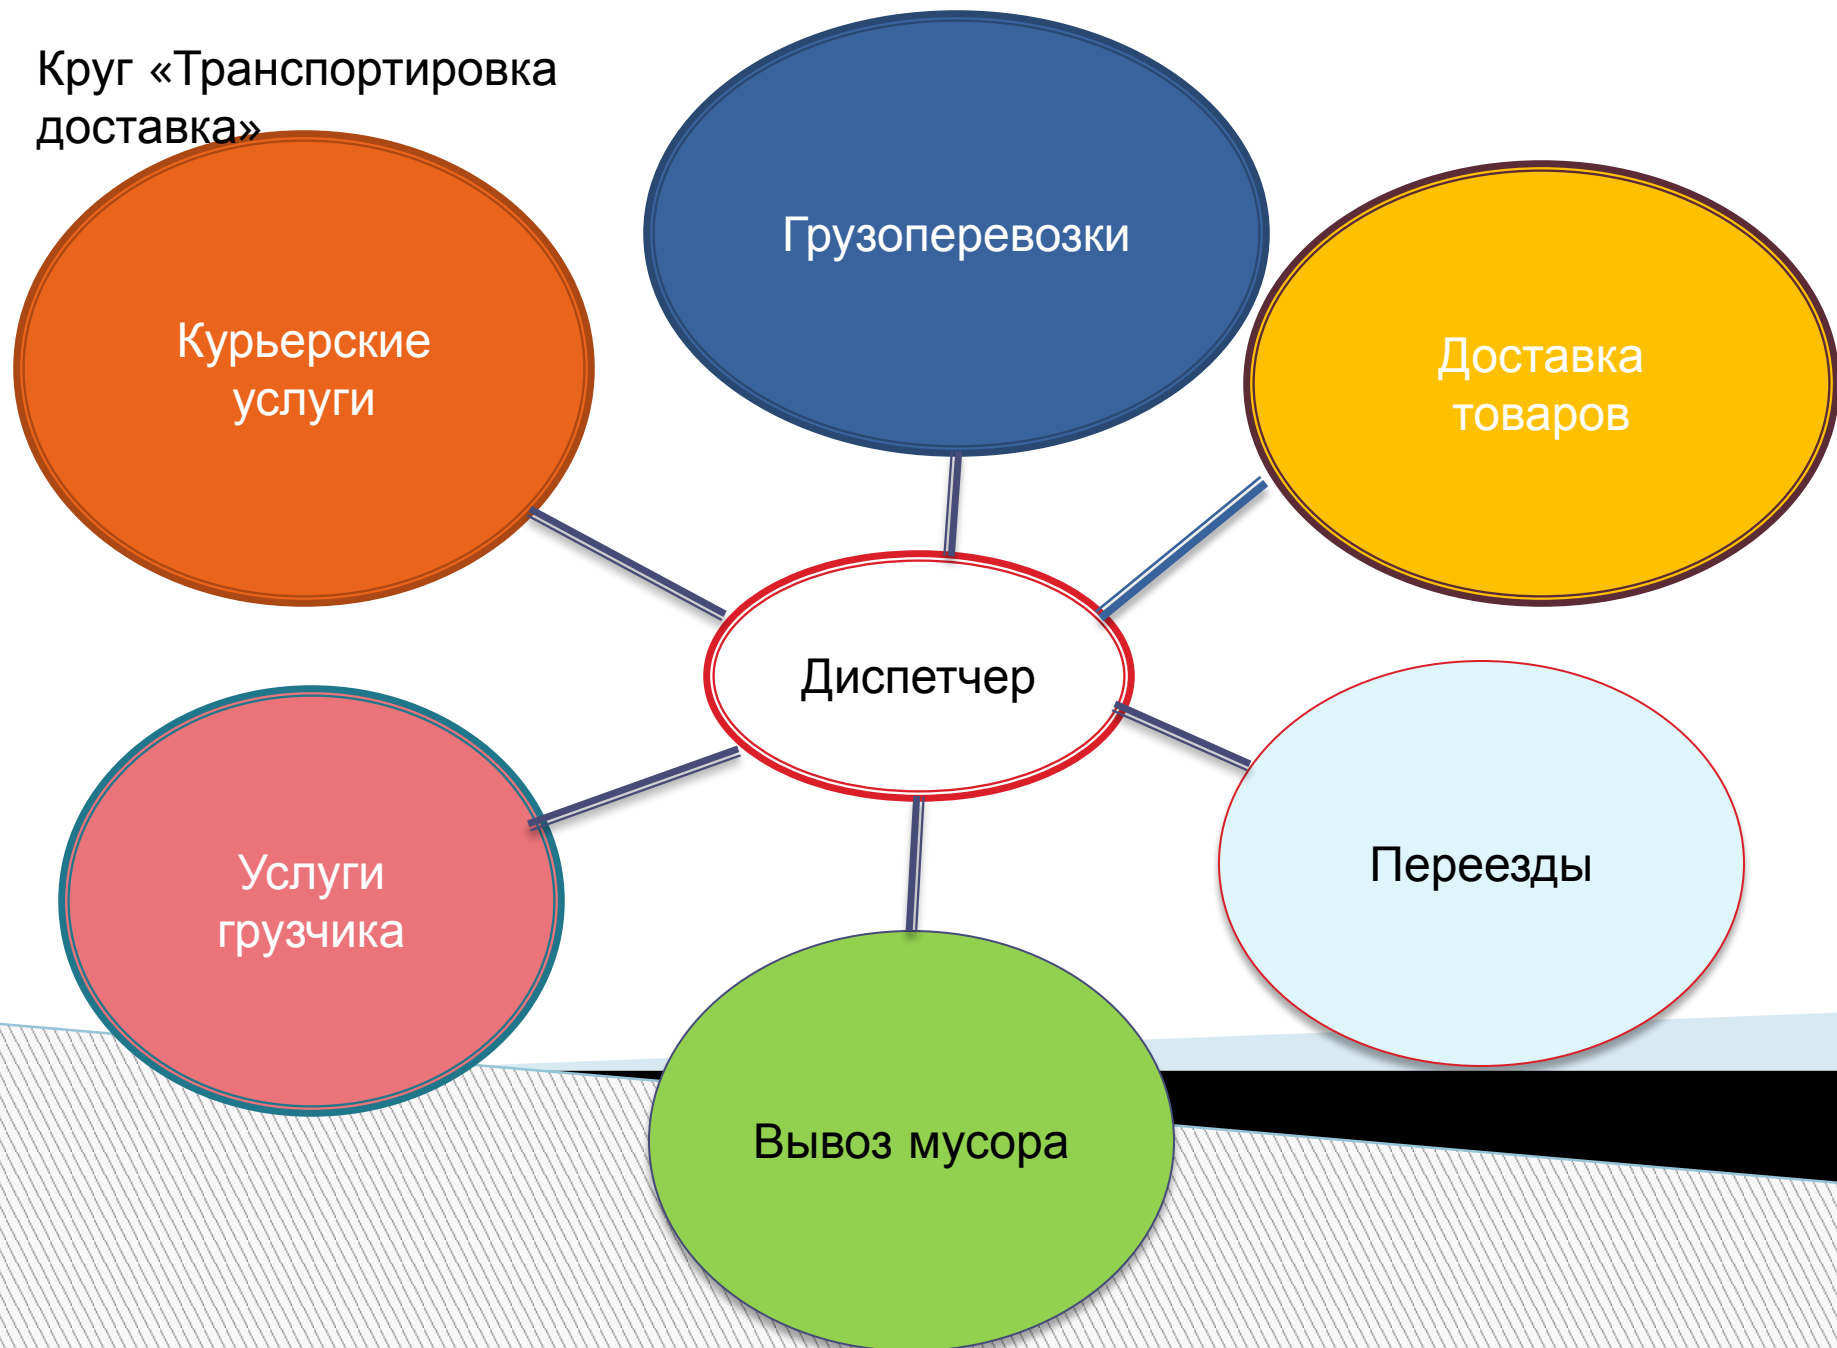 Круг «Транспортировка
доставка»
Грузоперевозки
Курьерские
услуги
Доставка
товаров
Диспетчер
Услуги
грузчика
Переезды
Вывоз мусора